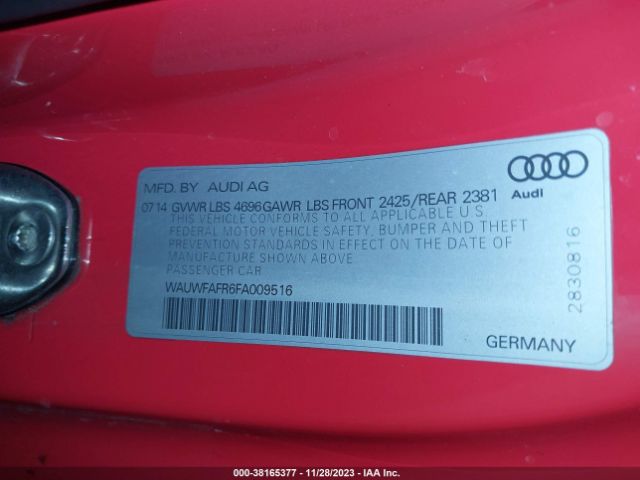 MFD. BY AUDI AG
07 14 GVWR LBS 4696 GAWR LBS FRONT 2425/REAR 2381
THIS VEHICLE CONFORMS TO ALL APPLICABLE U.S.
FEDERAL MOTOR VEHICLE SAFETY, BUMPER AND THEFT
PREVENTION STANDARDS IN EFFECT ON THE DATE OF
MANUFACTURE SHOWN ABOVE.
PASSENGER CAR
WAUWFAFR6FA009516
Audi
2830816
GERMANY
000-38165377 - 11/28/2023 - IAA Inc.